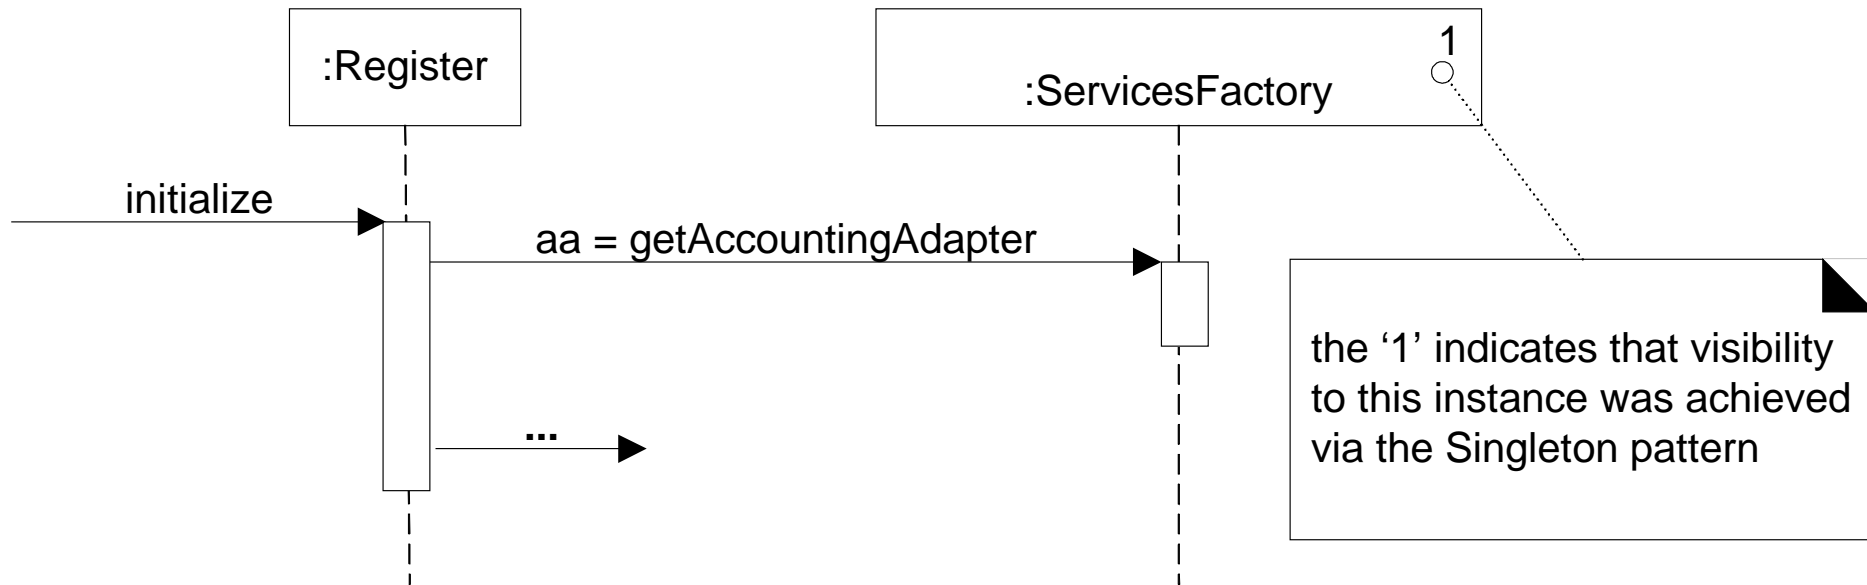 :Register
1
:ServicesFactory
initialize
aa = getAccountingAdapter
...
the ‘1’ indicates that visibility
to this instance was achieved
via the Singleton pattern